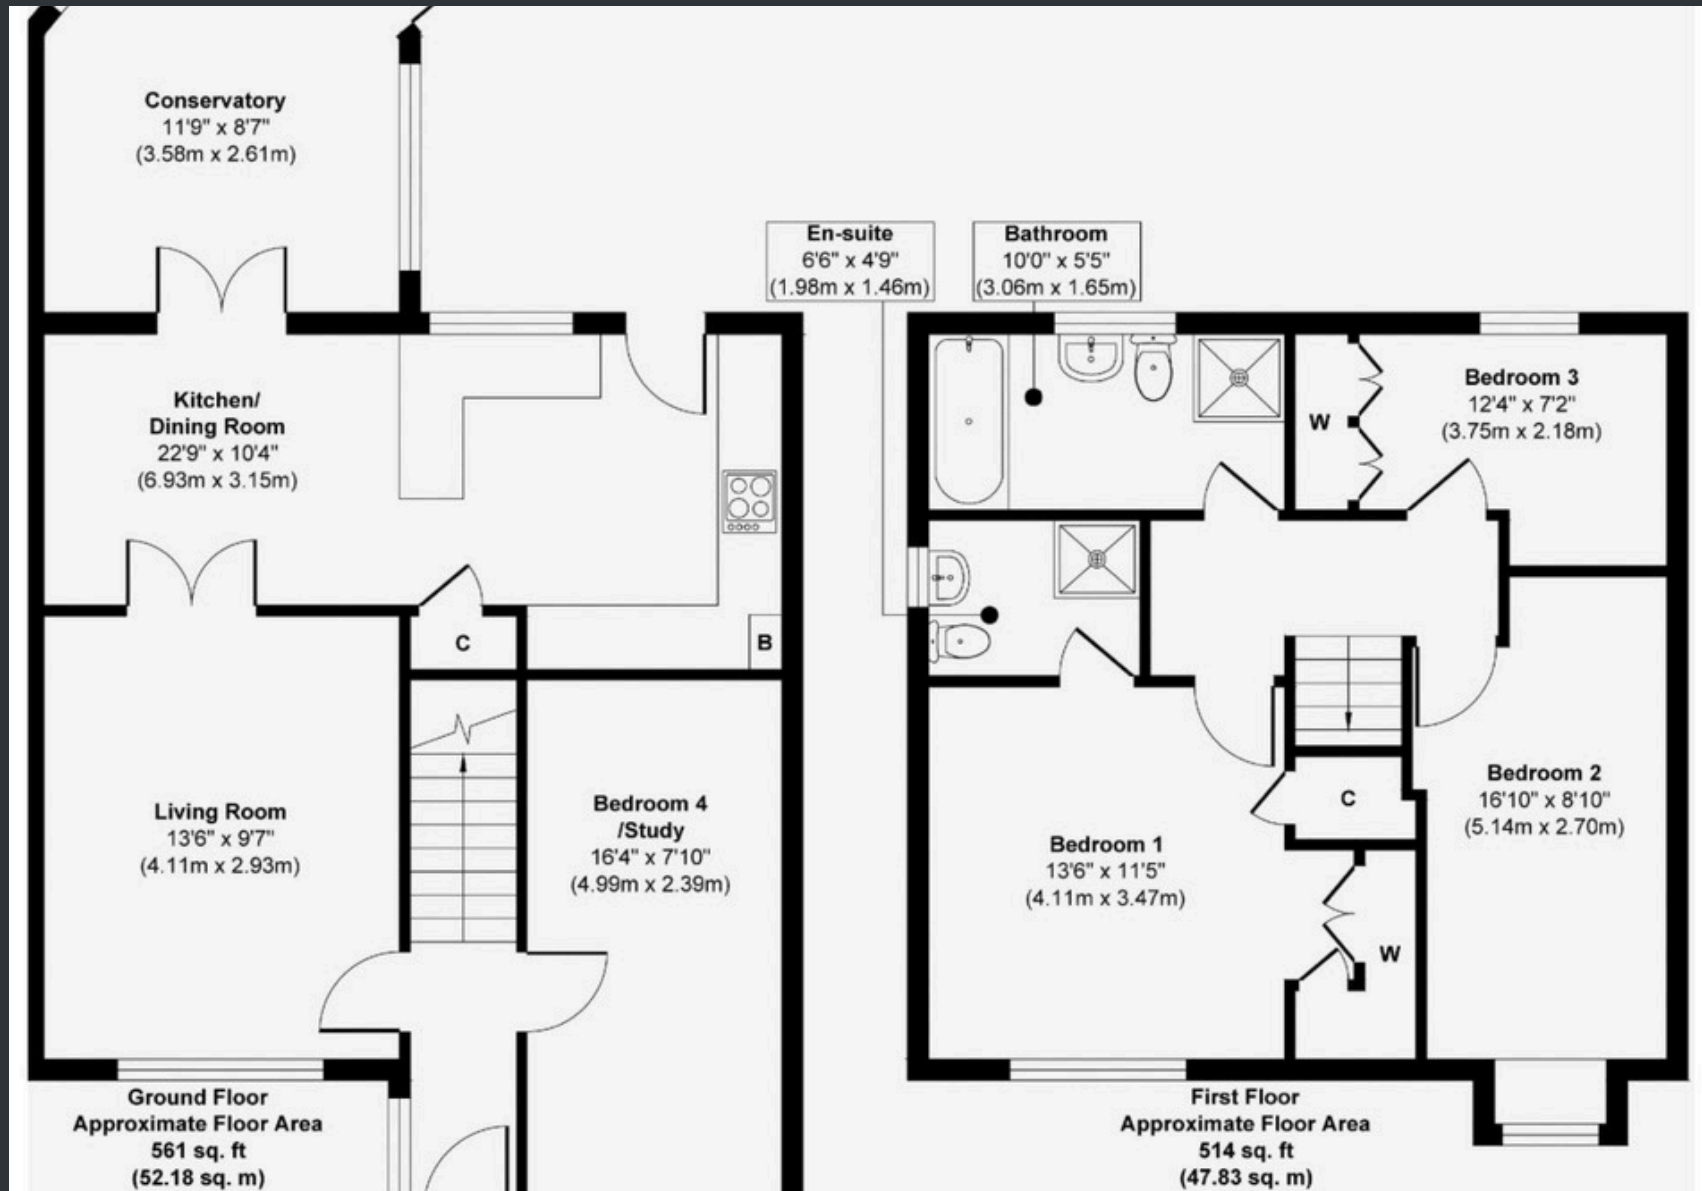 Conservatory
11'9" x 8'7"
(3.58m x 2.61m)
Kitchen/
Dining Room
22'9" x 10'4"
(6.93m x 3.15m)
C
B
Living Room
13'6" x 9'7"
(4.11m x 2.93m)
Bedroom 4
/Study
16'4" x 7'10"
(4.99m x 2.39m)
Ground Floor
Approximate Floor Area
561 sq. ft
(52.18 sq. m)
En-suite
6'6" x 4'9"
(1.98m x 1.46m)
Bathroom
10'0" x 5'5"
(3.06m x 1.65m)
W
Bedroom 3
12'4" x 7'2"
(3.75m x 2.18m)
Bedroom 2
16'10" x 8'10"
(5.14m x 2.70m)
C
Bedroom 1
13'6" x 11'5"
(4.11m x 3.47m)
W
First Floor
Approximate Floor Area
514 sq. ft
(47.83 sq. m)